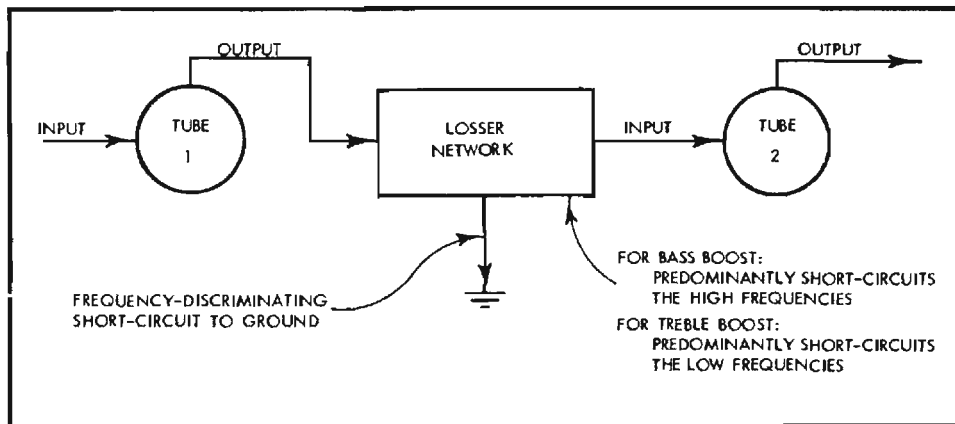 OUTPUT
INPUT
TUBE
1
LOSSER
NETWORK
INPUT
OUTPUT
TUBE
2
FREQUENCY-DISCRIMINATING
SHORT-CIRCUIT TO GROUND
FOR BASS BOOST:
PREDOMINANTLY SHORT-CIRCUITS
THE HIGH FREQUENCIES
FOR TREBLE BOOST:
PREDOMINANTLY SHORT-CIRCUITS
THE LOW FREQUENCIES